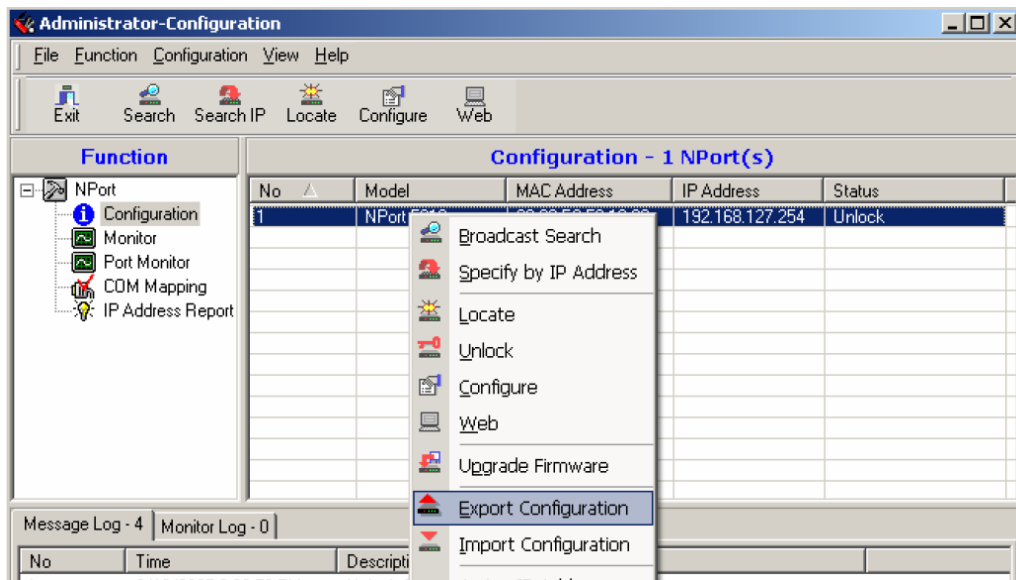 Administrator-Configuration
File Function Configuration View Help
Exit Search Search IP Locate Configure Web
Function
Configuration - 1 NPort(s)
NPort
Configuration
Monitor
Port Monitor
COM Mapping
IP Address Report
No Model MAC Address IP Address Status
1 NPort 192.168.127.254 Unlock
Broadcast Search
Specify by IP Address
Locate
Unlock
Configure
Web
Upgrade Firmware
Export Configuration
Import Configuration
Message Log - 4 Monitor Log - 0
No Time Descripti